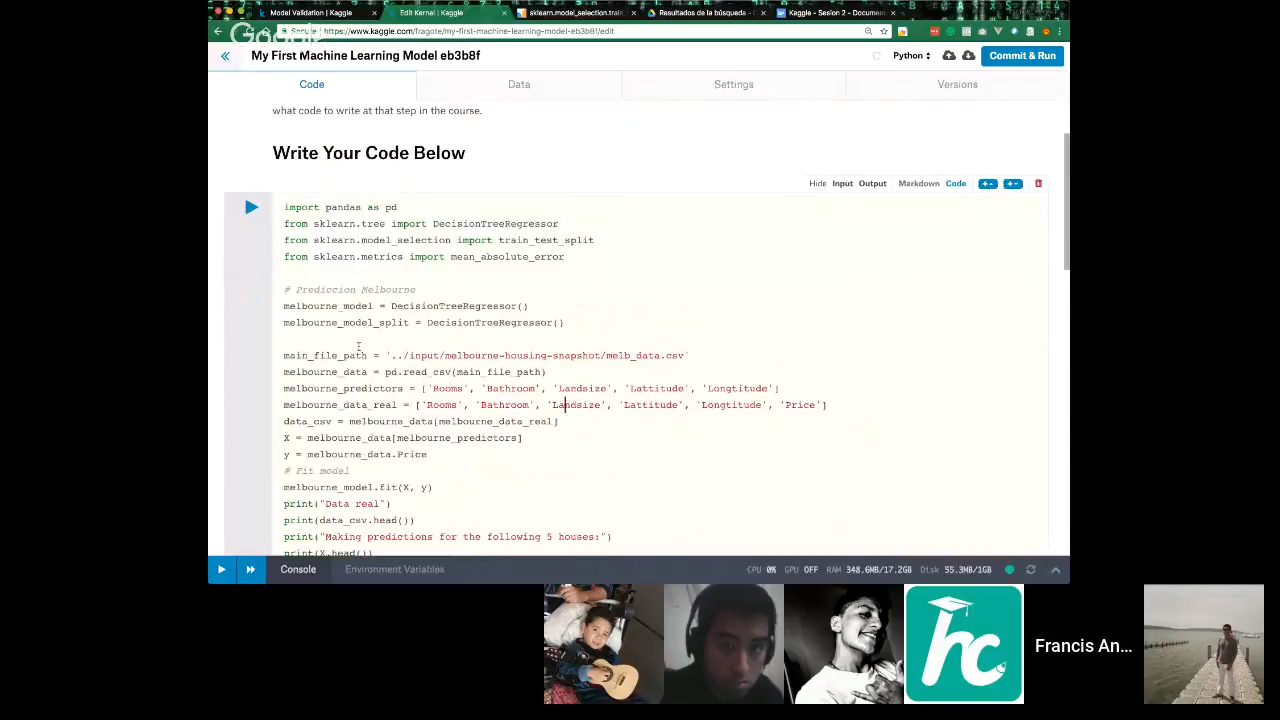 Model Validation | Kaggle
Edit Kernel | Kaggle
sklearn.model_selection.train
Resultados de la búsqueda -
Kaggle - Sesion 2 - Documen
Google
Secure
https://www.kaggle.com/fragote/my-first-machine-learning-model-eb3b8f/edit
My First Machine Learning Model eb3b8f
Python
Commit & Run
Code
Data
Settings
Versions
what code to write at that step in the course.
Write Your Code Below
Hide Input Output Markdown Code
import pandas as pd
from sklearn.tree import DecisionTreeRegressor
from sklearn.model_selection import train_test_split
from sklearn.metrics import mean_absolute_error
# Prediccion Melbourne
melbourne_model = DecisionTreeRegressor()
melbourne_model_split = DecisionTreeRegressor()
main_file_path = '../input/melbourne-housing-snapshot/melb_data.csv'
melbourne_data = pd.read_csv(main_file_path)
melbourne_predictors = ['Rooms', 'Bathroom', 'Landsize', 'Lattitude', 'Longtitude']
melbourne_data_real = ['Rooms', 'Bathroom', 'Landsize', 'Lattitude', 'Longtitude', 'Price']
data_csv = melbourne_data[melbourne_data_real]
X = melbourne_data[melbourne_predictors]
y = melbourne_data.Price
# Fit model
melbourne_model.fit(X, y)
print("Data real")
print(data_csv.head())
print("Making predictions for the following 5 houses:")
print(X.head())
Console
Environment Variables
CPU 0% GPU OFF RAM 348.6MB/17.2GB Disk 55.3MB/1GB
hc
Francis An...